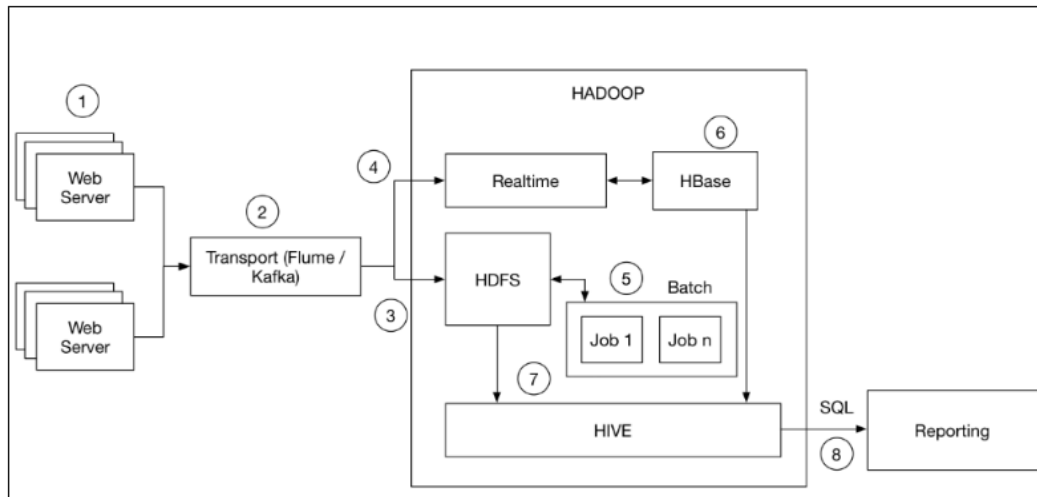 1
Web
Server
Web
Server
2
Transport (Flume /
Kafka)
3
4
HADOOP
Realtime
6
HBase
HDFS
5
Batch
Job 1
Job n
7
HIVE
SQL
8
Reporting